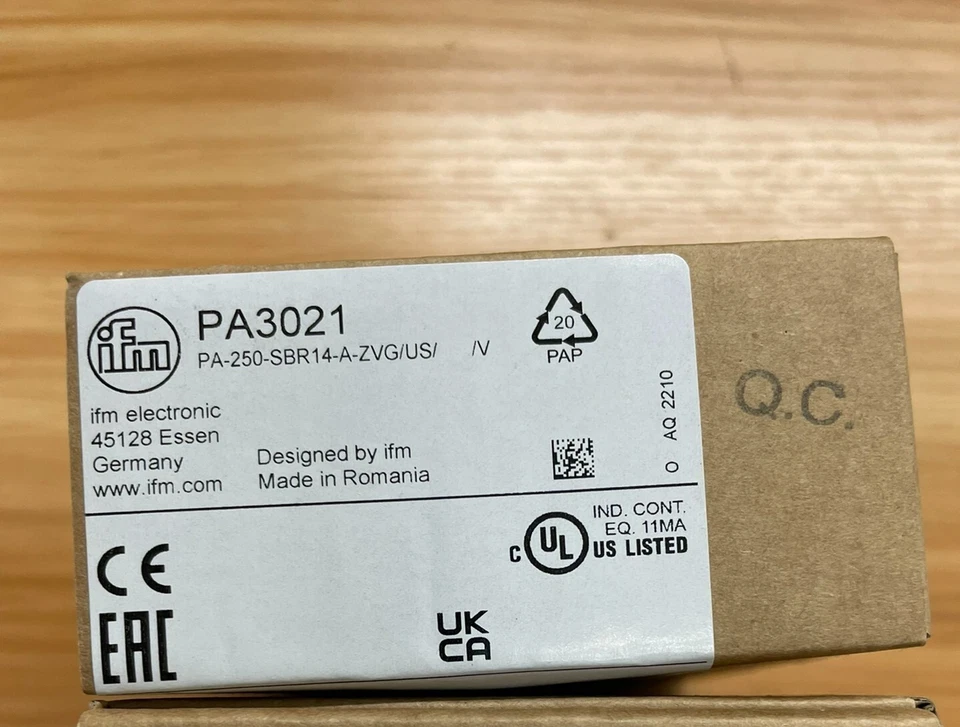 ifm
PA3021
PA-250-SBR14-A-ZVG/US/ /V
20
PAP
ifm electronic
45128 Essen
Germany
www.ifm.com
Designed by ifm
Made in Romania
O AQ 2210
Q.C.
CE
EAC
UK
CA
C UL US LISTED
IND. CONT.
EQ. 11MA